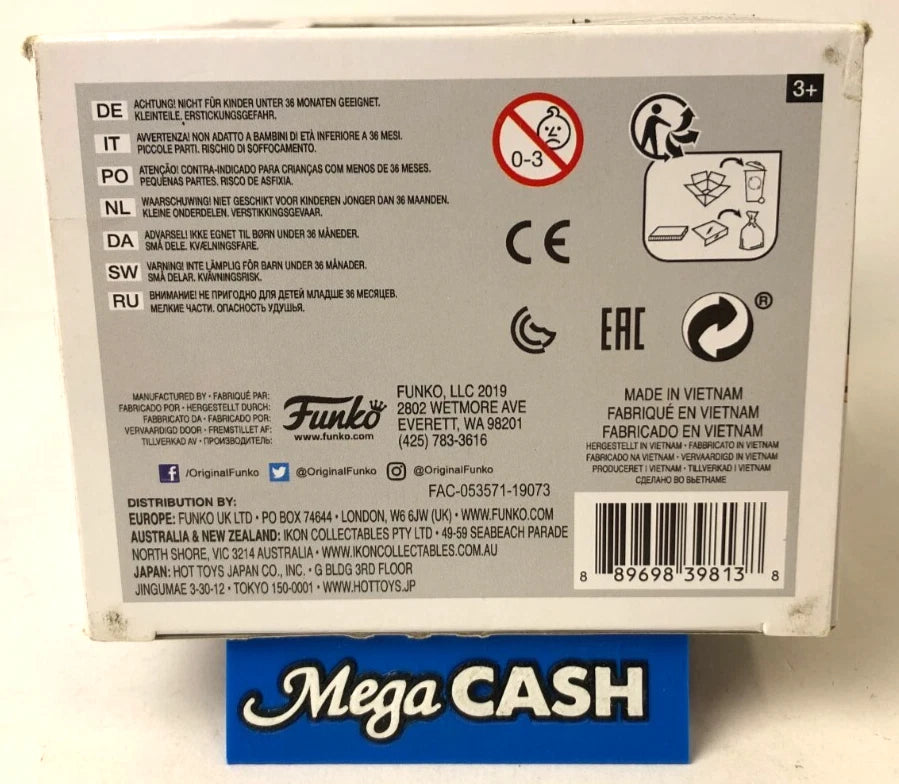 3+
DE ACHTUNG! NICHT FÜR KINDER UNTER 36 MONATEN GEEIGNET.
KLEINTEILE, ERSTICKUNGSGEFAHR.
IT AVVERTENZA! NON ADATTO A BAMBINI DI ETÀ INFERIORE A 36 MESI.
PICCOLE PARTI. RISCHIO DI SOFFOCAMENTO.
PO ATENÇÃO! CONTRA-INDICADO PARA CRIANÇAS COM MENOS DE 36 MESES.
PEQUENAS PARTES. RISCO DE ASFIXIA.
NL WAARSCHUWING! NIET GESCHIKT VOOR KINDEREN JONGER DAN 36 MAANDEN.
KLEINE ONDERDELEN. VERSTIKKINGSGEVAAR.
DA ADVARSEL! IKKE EGNET TIL BØRN UNDER 36 MÅNEDER.
SMÅ DELE. KVÆLNINGSFARE.
SW VARNING! INTE LÄMPLIG FÖR BARN UNDER 36 MÅNADER.
SMÅ DELAR. KVÄVNINGSRISK.
RU ВНИМАНИЕ! НЕ ПРИГОДНО ДЛЯ ДЕТЕЙ МЛАДШЕ 36 МЕСЯЦЕВ.
МЕЛКИЕ ЧАСТИ. ОПАСНОСТЬ УДУШЬЯ.
0-3
CE
EAC
®
MANUFACTURED BY • FABRIQUÉ PAR:
FABRICADO POR • HERGESTELLT DURCH:
FABBRICATO DA • FABRICADO POR:
VERVAARDIGD DOOR • FREMSTILLET AF:
TILLVERKAD AV • ПРОИЗВОДИТЕЛЬ:
Funko
www.funko.com
FUNKO, LLC 2019
2802 WETMORE AVE
EVERETT, WA 98201
(425) 783-3616
MADE IN VIETNAM
FABRIQUÉ EN VIETNAM
FABRICADO EN VIETNAM
HERGESTELLT IN VIETNAM • FABBRICATO IN VIETNAM
FABRICADO NA VIETNAM • VERVAARDIGD IN VIETNAM
PRODUCERET I VIETNAM • TILLVERKAD I VIETNAM
СДЕЛАНО ВО ВЬЕТНАМЕ
f /OriginalFunko @OriginalFunko @OriginalFunko
FAC-053571-19073
DISTRIBUTION BY:
EUROPE: FUNKO UK LTD • PO BOX 74644 • LONDON, W6 6JW (UK) • WWW.FUNKO.COM
AUSTRALIA & NEW ZEALAND: IKON COLLECTABLES PTY LTD • 49-59 SEABEACH PARADE
NORTH SHORE, VIC 3214 AUSTRALIA • WWW.IKONCOLLECTABLES.COM.AU
JAPAN: HOT TOYS JAPAN CO., INC. • G BLDG 3RD FLOOR
JINGUMAE 3-30-12 • TOKYO 150-0001 • WWW.HOTTOYS.JP
8 89698 39813 8
Mega CASH